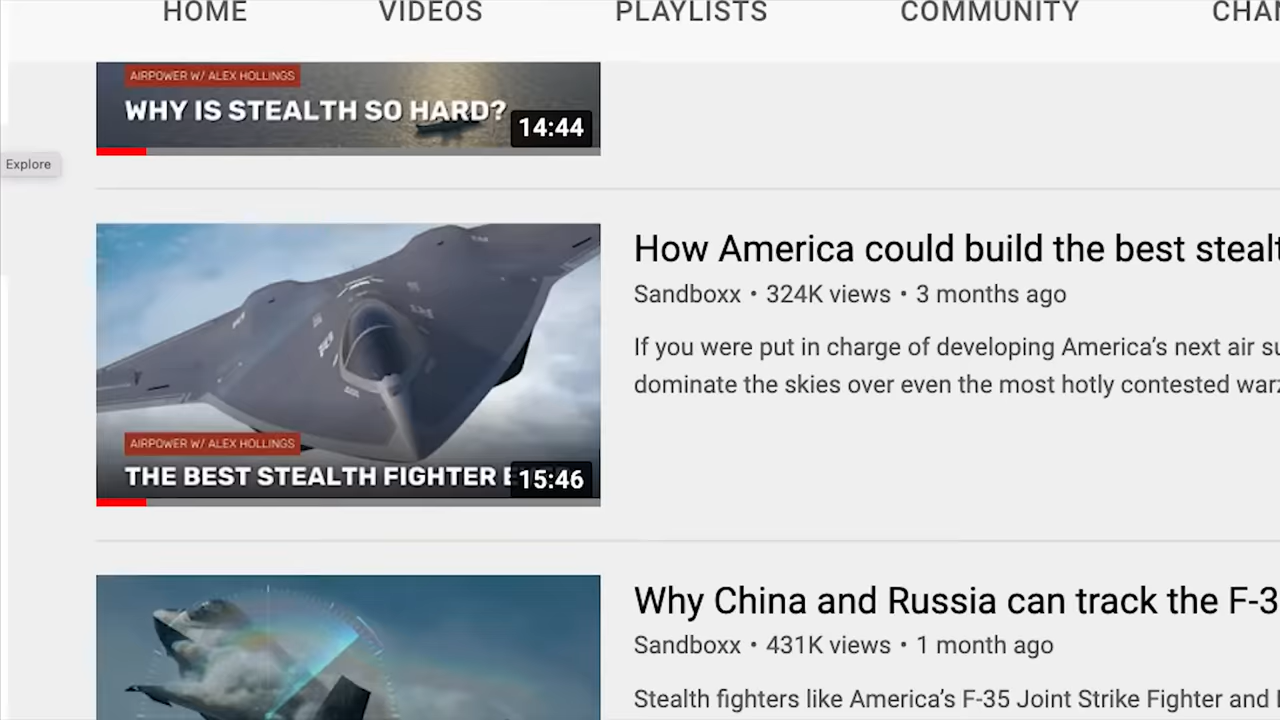 HOME VIDEOS PLAYLISTS COMMUNITY
AIRPOWER W/ ALEX HOLLINGS
WHY IS STEALTH SO HARD?
14:44
Explore
How America could build the best stealt
Sandboxx • 324K views • 3 months ago
If you were put in charge of developing America’s next air su
dominate the skies over even the most hotly contested warz
AIRPOWER W/ ALEX HOLLINGS
THE BEST STEALTH FIGHTER
15:46
Why China and Russia can track the F-3
Sandboxx • 431K views • 1 month ago
Stealth fighters like America’s F-35 Joint Strike Fighter and